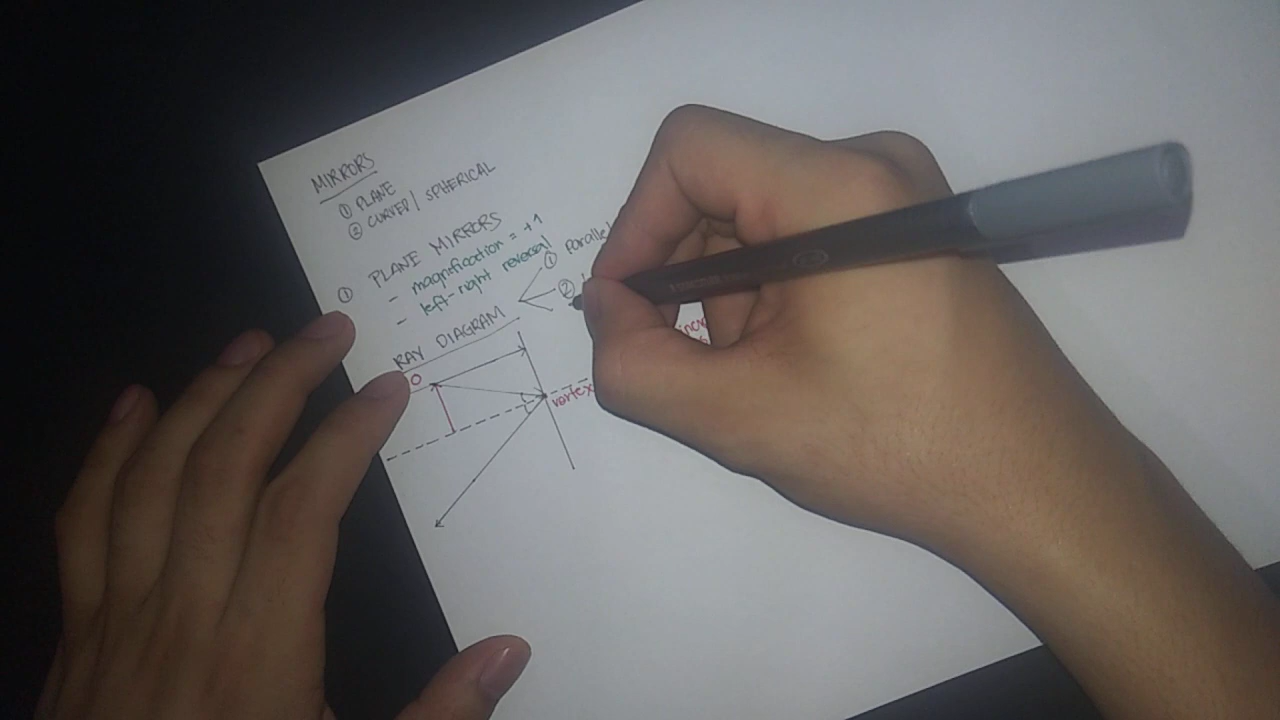 MIRRORS
① PLANE
② CURVED / SPHERICAL
① PLANE MIRRORS
- magnification = +1
- left-right reversal
RAY DIAGRAM
① parallel
②
O
vertex